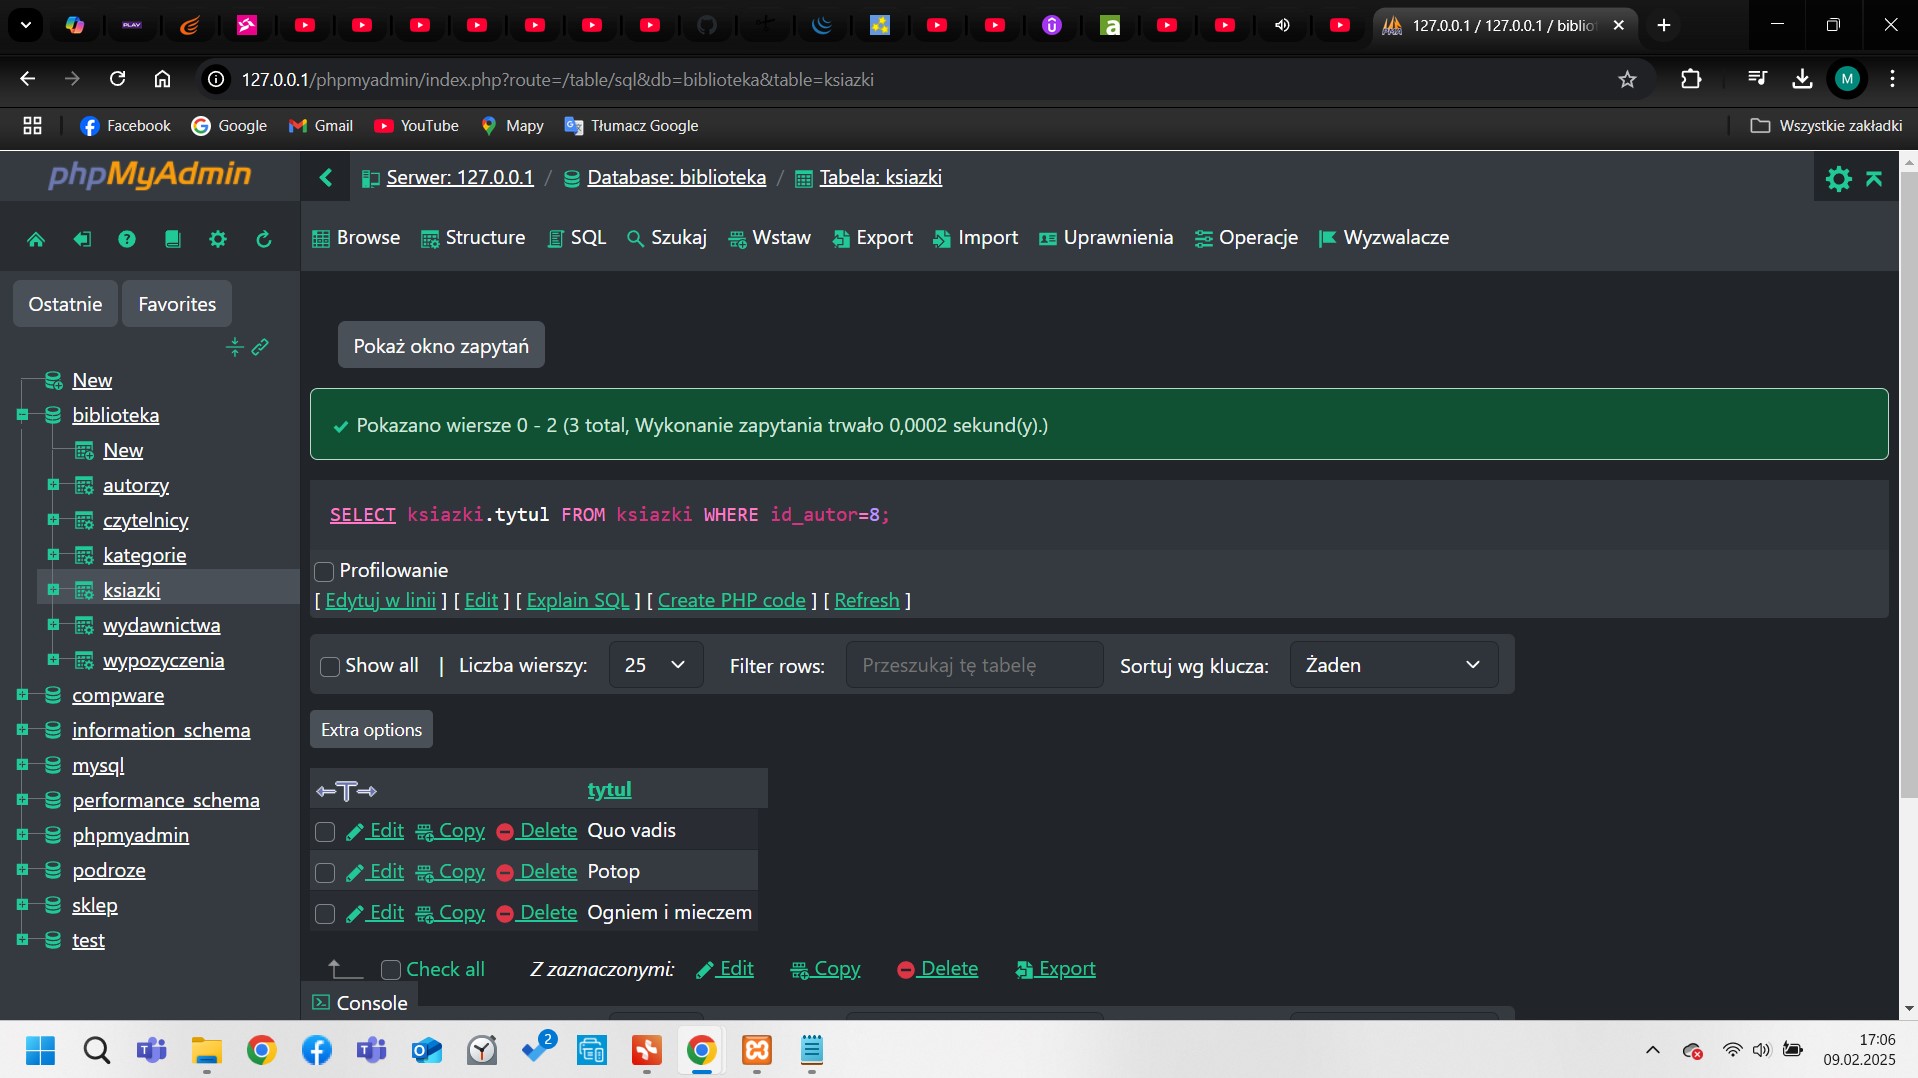 PLAY
127.0.0.1 / 127.0.0.1 / biblio
127.0.0.1/phpmyadmin/index.php?route=/table/sql&db=biblioteka&table=ksiazki
M
Facebook Google Gmail YouTube Mapy Tłumacz Google Wszystkie zakładki
phpMyAdmin
Serwer: 127.0.0.1 / Database: biblioteka / Tabela: ksiazki
Browse Structure SQL Szukaj Wstaw Export Import Uprawnienia Operacje Wyzwalacze
Ostatnie Favorites
New
biblioteka
New
autorzy
czytelnicy
kategorie
ksiazki
wydawnictwa
wypozyczenia
compware
information_schema
mysql
performance_schema
phpmyadmin
podroze
sklep
test
Pokaż okno zapytań
Pokazano wiersze 0 - 2 (3 total, Wykonanie zapytania trwało 0,0002 sekund(y).)
SELECT ksiazki.tytul FROM ksiazki WHERE id_autor=8;
Profilowanie
[ Edytuj w linii ] [ Edit ] [ Explain SQL ] [ Create PHP code ] [ Refresh ]
Show all | Liczba wierszy: 25 Filter rows: Przeszukaj tę tabelę Sortuj wg klucza: Żaden
Extra options
←T→ tytul
Edit Copy Delete Quo vadis
Edit Copy Delete Potop
Edit Copy Delete Ogniem i mieczem
Check all Z zaznaczonymi: Edit Copy Delete Export
Console
2
17:06
09.02.2025